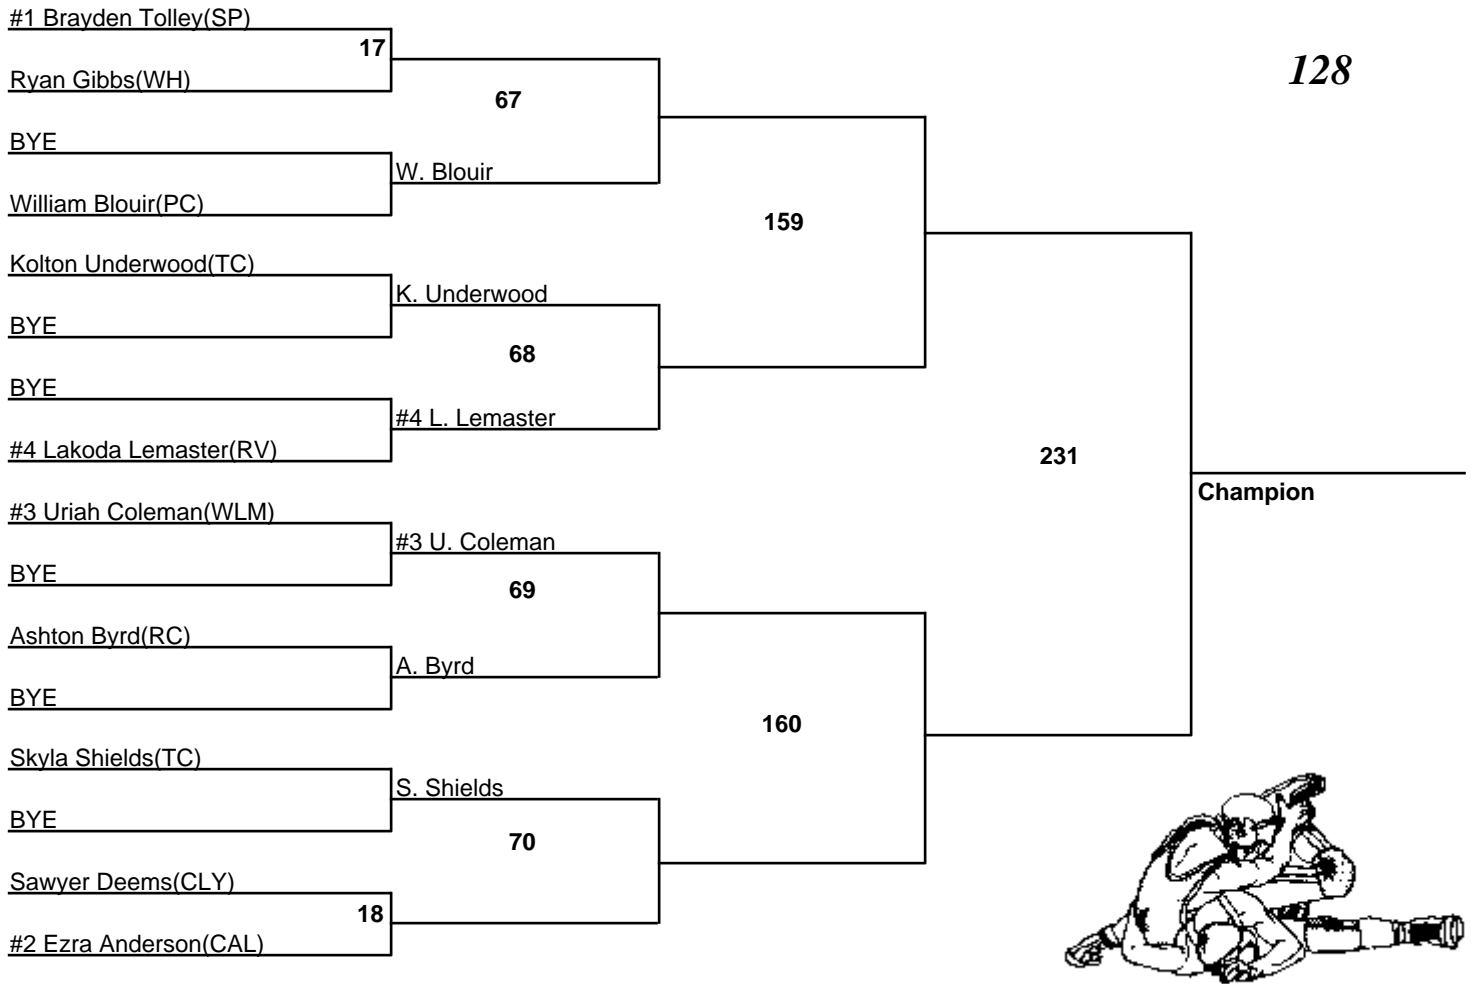 #1 Brayden Tolley(SP)
17
128
Ryan Gibbs(WH)
67
BYE
W. Blouir
William Blouir(PC)
159
Kolton Underwood(TC)
K. Underwood
BYE
68
BYE
#4 L. Lemaster
#4 Lakoda Lemaster(RV)
231
Champion
#3 Uriah Coleman(WLM)
#3 U. Coleman
BYE
69
Ashton Byrd(RC)
A. Byrd
BYE
160
Skyla Shields(TC)
S. Shields
BYE
70
Sawyer Deems(CLY)
18
#2 Ezra Anderson(CAL)